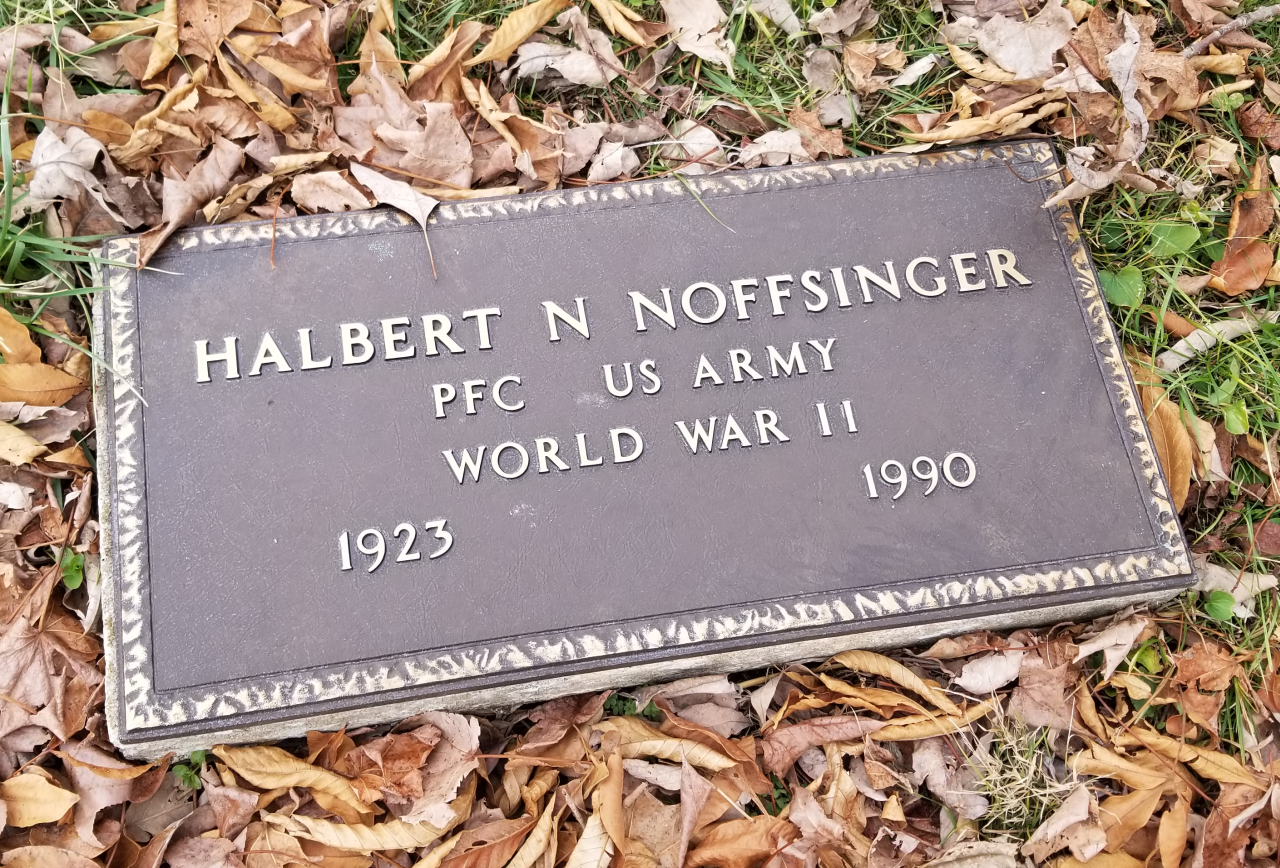 HALBERT N NOFFSINGER
PFC US ARMY
WORLD WAR II
1923 1990